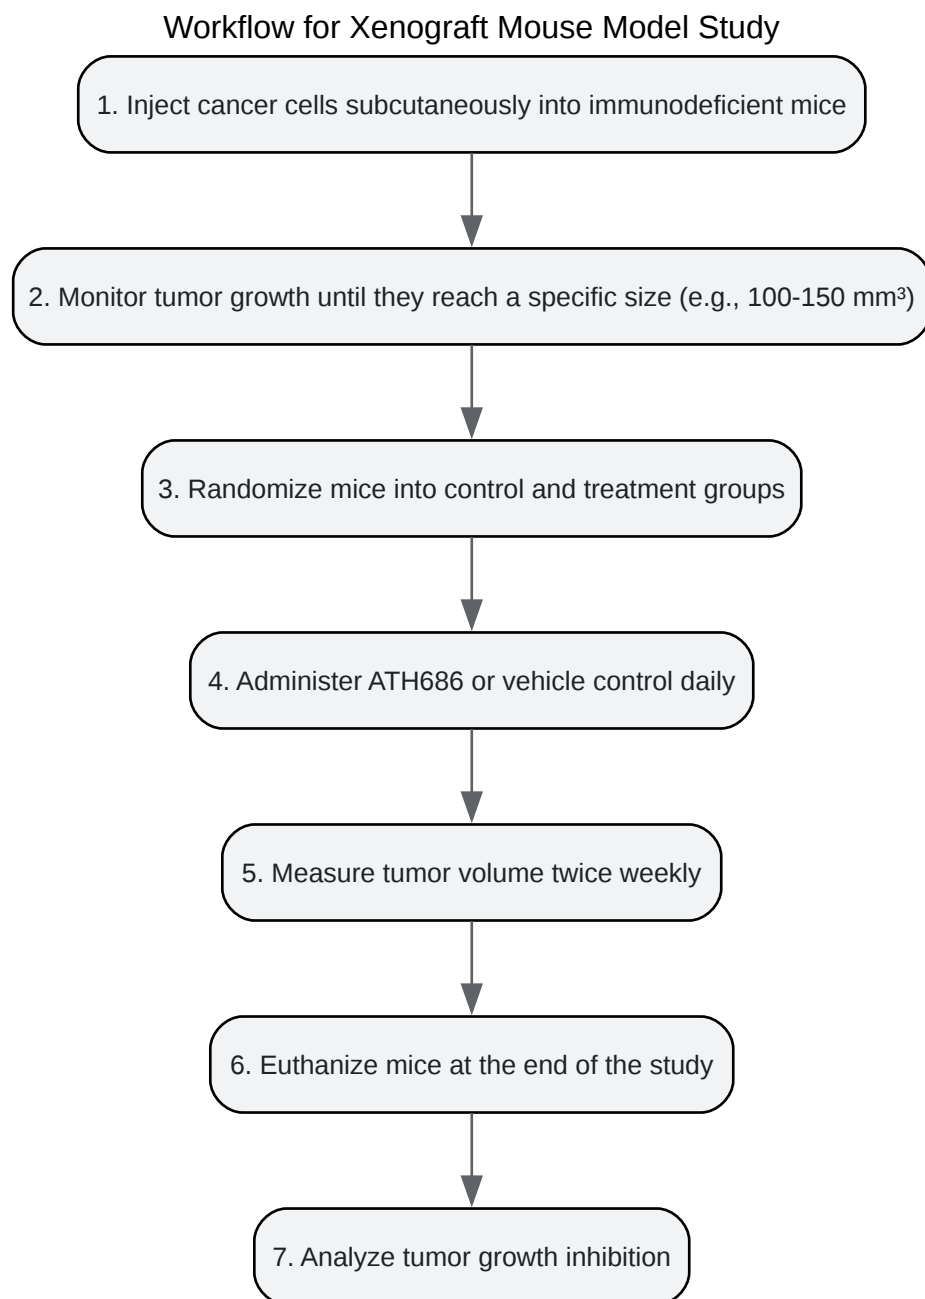 Workflow for Xenograft Mouse Model Study
1. Inject cancer cells subcutaneously into immunodeficient mice
2. Monitor tumor growth until they reach a specific size (e.g., 100-150 mm³)
3. Randomize mice into control and treatment groups
4. Administer ATH686 or vehicle control daily
5. Measure tumor volume twice weekly
6. Euthanize mice at the end of the study
7. Analyze tumor growth inhibition